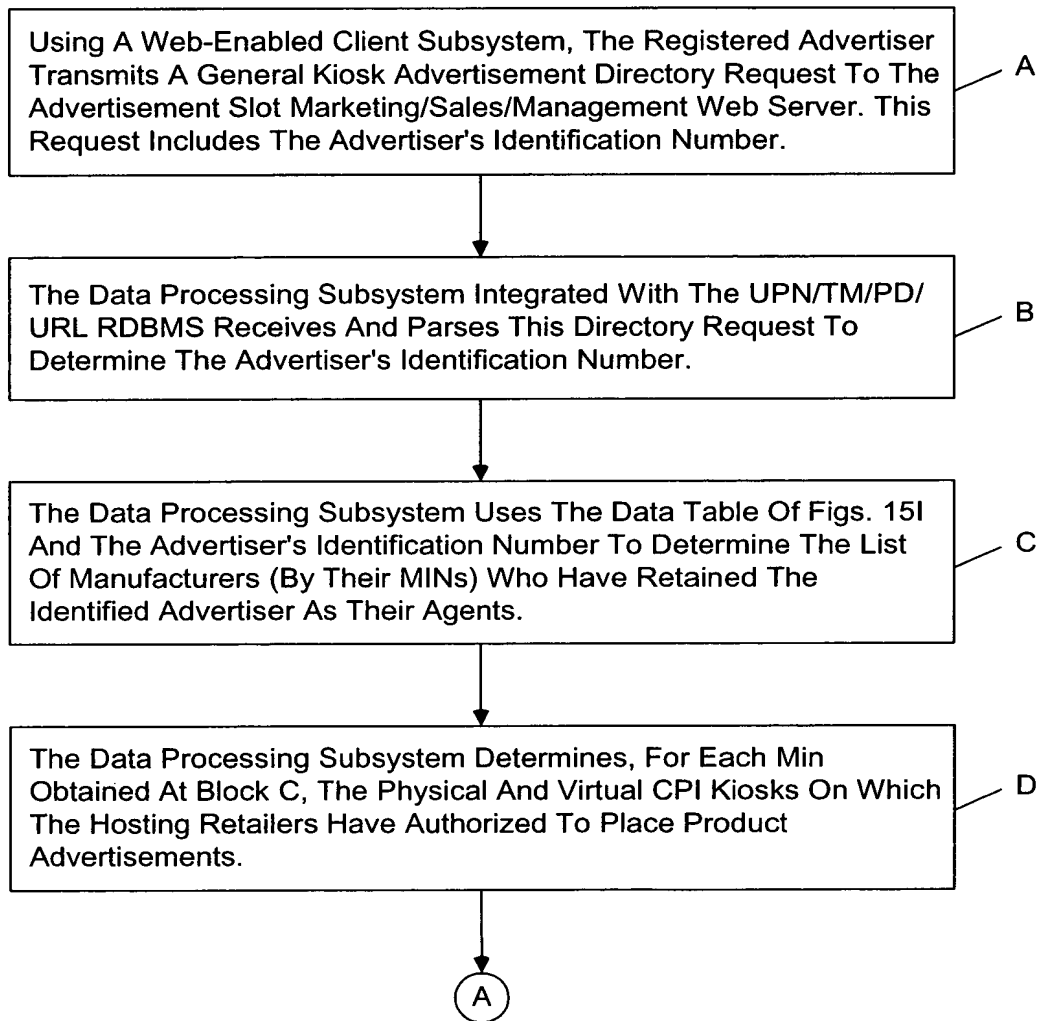 Using A Web-Enabled Client Subsystem, The Registered Advertiser
Transmits A General Kiosk Advertisement Directory Request To The
Advertisement Slot Marketing/Sales/Management Web Server. This
Request Includes The Advertiser's Identification Number.
A
The Data Processing Subsystem Integrated With The UPN/TM/PD/
URL RDBMS Receives And Parses This Directory Request To
Determine The Advertiser's Identification Number.
B
The Data Processing Subsystem Uses The Data Table Of Figs. 15I
And The Advertiser's Identification Number To Determine The List
Of Manufacturers (By Their MINs) Who Have Retained The
Identified Advertiser As Their Agents.
C
The Data Processing Subsystem Determines, For Each Min
Obtained At Block C, The Physical And Virtual CPI Kiosks On Which
The Hosting Retailers Have Authorized To Place Product
Advertisements.
D
A